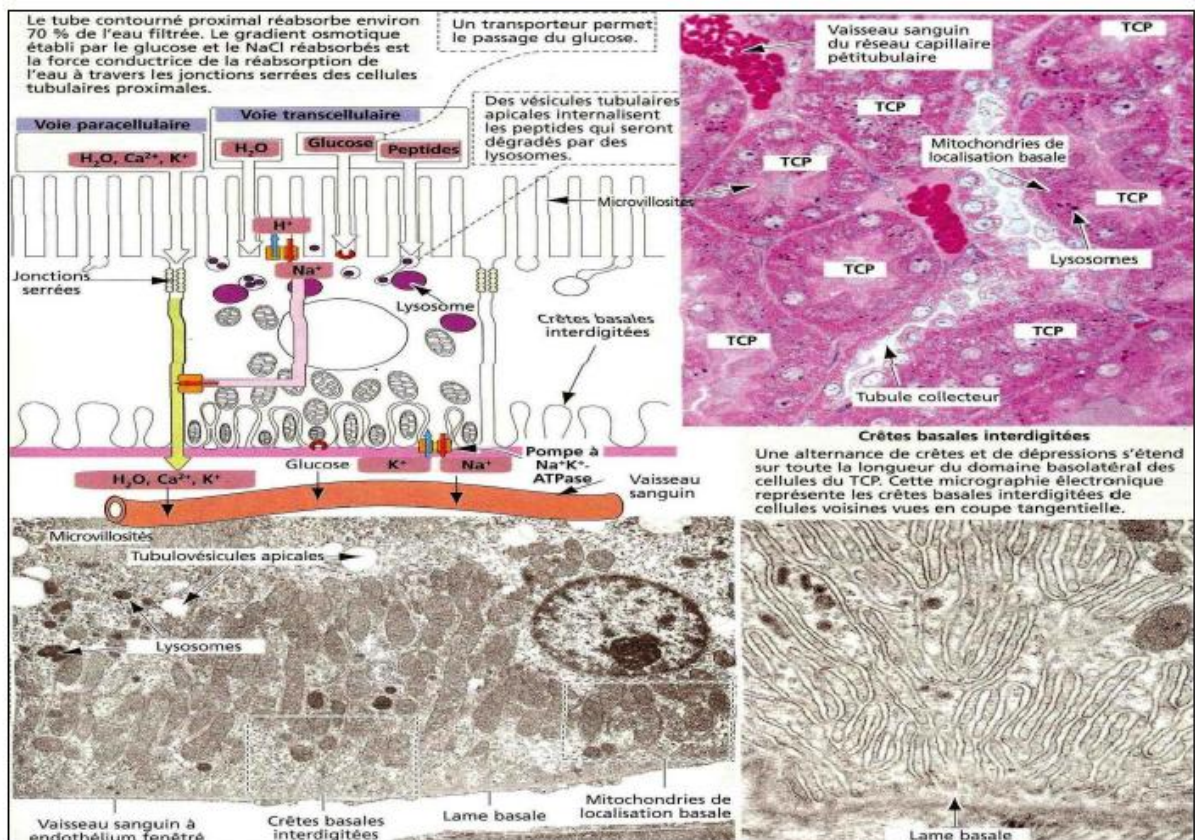 Le tube contourné proximal réabsorbe environ
70 % de l'eau filtrée. Le gradient osmotique
établi par le glucose et le NaCl réabsorbés est
la force conductrice de la réabsorption de
l'eau à travers les jonctions serrées des cellules
tubulaires proximales.
Un transporteur permet
le passage du glucose.
Des vésicules tubulaires
apicales internalisent
les peptides qui seront
dégradés par des
lysosomes.
Voie paracellulaire
Voie transcellulaire
H₂O, Ca²⁺, K⁺
H₂O
Glucose
Peptides
Microvillosités
H⁺
Na⁺
Jonctions
serrées
Lysosome
Crêtes basales
interdigitées
Glucose
K⁺
Na⁺
Pompe à
Na⁺K⁺-
ATPase
H₂O, Ca²⁺, K⁺
Vaisseau
sanguin
Vaisseau sanguin
du réseau capillaire
pétitubulaire
TCP
TCP
TCP
Mitochondries de
localisation basale
TCP
TCP
TCP
Lysosomes
TCP
TCP
Tubule collecteur
Crêtes basales interdigitées
Une alternance de crêtes et de dépressions s'étend
sur toute la longueur du domaine basolatéral des
cellules du TCP. Cette micrographie électronique
représente les crêtes basales interdigitées de
cellules voisines vues en coupe tangentielle.
Microvillosités
Tubulovésicules apicales
Lysosomes
Vaisseau sanguin à
endothélium fenêtré
Crêtes basales
interdigitées
Lame basale
Mitochondries de
localisation basale
Lame basale